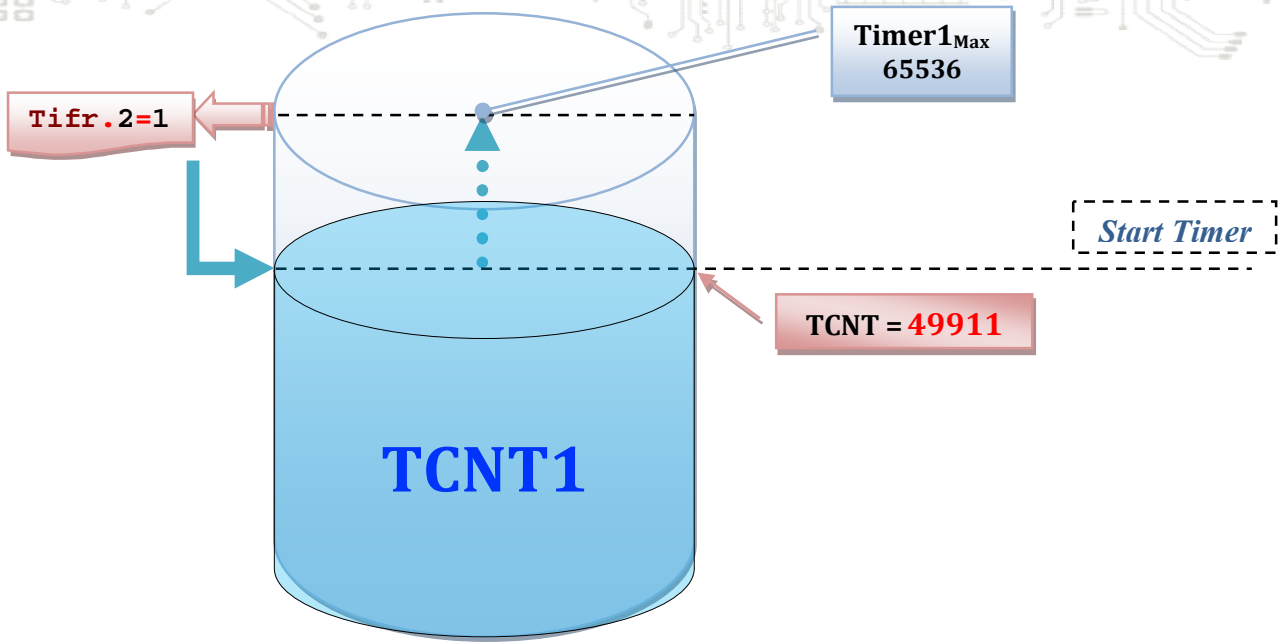 Timer1Max
65536
Tifr.2=1
Start Timer
TCNT = 49911
TCNT1